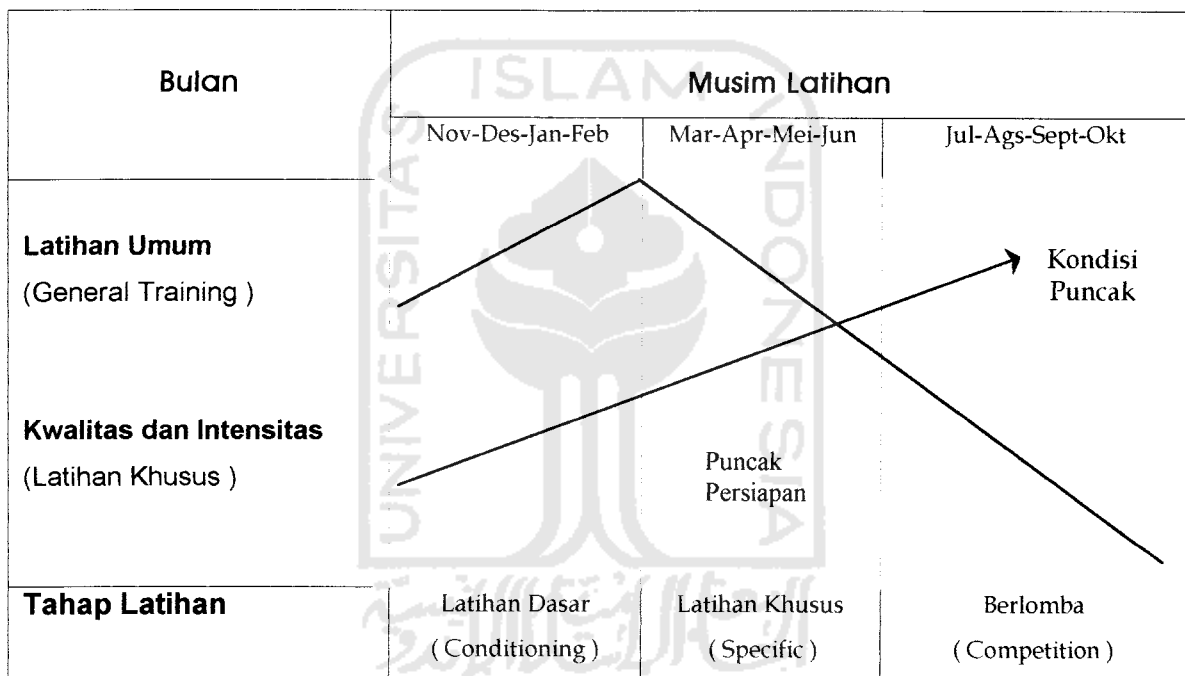 Bulan
Musim Latihan
Nov-Des-Jan-Feb
Mar-Apr-Mei-Jun
Jul-Ags-Sept-Okt
Latihan Umum
(General Training )
Kondisi
Puncak
Kwalitas dan Intensitas
(Latihan Khusus )
Puncak
Persiapan
Tahap Latihan
Latihan Dasar
( Conditioning )
Latihan Khusus
( Specific )
Berlomba
( Competition )
UNIVERSITAS
ISLAM
INDONESIA